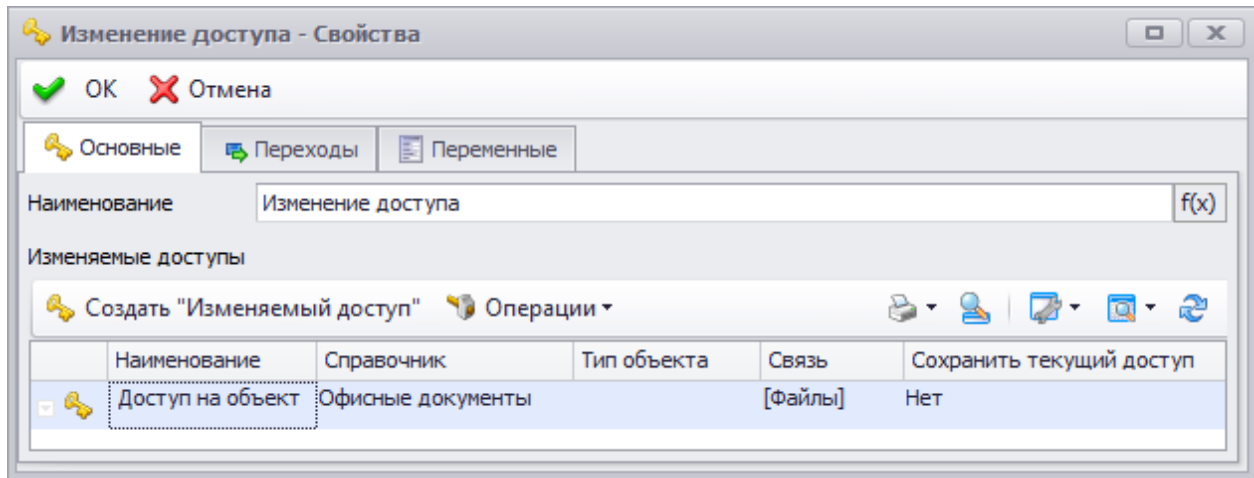 Изменение доступа - Свойства
ОК Отмена
Основные Переходы Переменные
Наименование Изменение доступа f(x)
Изменяемые доступы
Создать "Изменяемый доступ" Операции
Наименование Справочник Тип объекта Связь Сохранить текущий доступ
Доступ на объект Офисные документы [Файлы] Нет